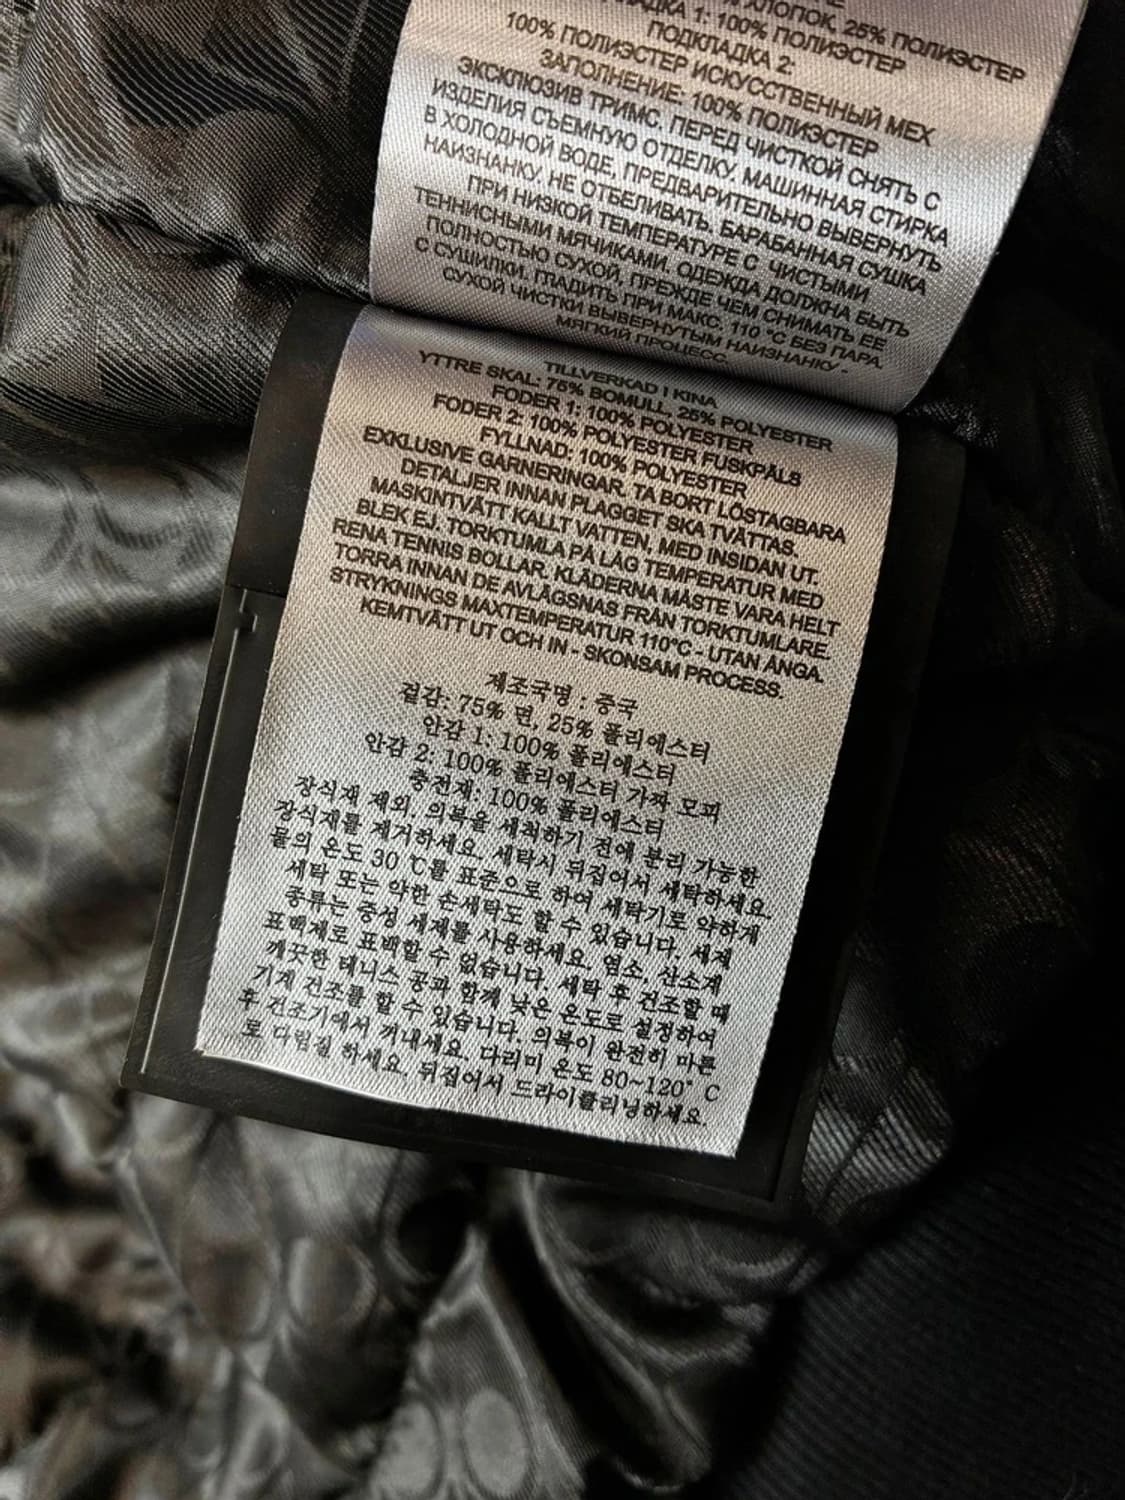 ХЛОПОК, 25% ПОЛИЭСТЕР
1: 100% ПОЛИЭСТЕР
ПОДКЛАДКА 2:
100% ПОЛИЭСТЕР ИСКУССТВЕННЫЙ МЕХ
ЗАПОЛНЕНИЕ: 100% ПОЛИЭСТЕР
ЭКСКЛЮЗИВ ТРИМС. ПЕРЕД ЧИСТКОЙ СНЯТЬ С
ИЗДЕЛИЯ СЪЕМНУЮ ОТДЕЛКУ. МАШИННАЯ СТИРКА
В ХОЛОДНОЙ ВОДЕ, ПРЕДВАРИТЕЛЬНО ВЫВЕРНУТЬ
НАИЗНАНКУ. НЕ ОТБЕЛИВАТЬ. БАРАБАННАЯ СУШКА
ПРИ НИЗКОЙ ТЕМПЕРАТУРЕ С ЧИСТЫМИ
ТЕННИСНЫМИ МЯЧИКАМИ. ОДЕЖДА ДОЛЖНА БЫТЬ
ПОЛНОСТЬЮ СУХОЙ, ПРЕЖДЕ ЧЕМ СНИМАТЬ ЕЕ
С СУШИЛКИ. ГЛАДИТЬ ПРИ МАКС. 110 °C БЕЗ ПАРА.
СУХОЙ ЧИСТКИ ВЫВЕРНУТЫМ НАИЗНАНКУ -
МЯГКИЙ ПРОЦЕСС.
TILLVERKAD I KINA
YTTRE SKAL: 75% BOMULL, 25% POLYESTER
FODER 1: 100% POLYESTER
FODER 2: 100% POLYESTER FUSKPÄLS
FYLLNAD: 100% POLYESTER
EXKLUSIVE GARNERINGAR. TA BORT LÖSTAGBARA
DETALJER INNAN PLAGGET SKA TVÄTTAS.
MASKINTVÄTT KALLT VATTEN, MED INSIDAN UT.
BLEK EJ. TORKTUMLA PÅ LÅG TEMPERATUR MED
RENA TENNIS BOLLAR. KLÄDERNA MÅSTE VARA HELT
TORRA INNAN DE AVLÄGSNAS FRÅN TORKTUMLARE.
STRYKNINGS MAXTEMPERATUR 110°C - UTAN ÅNGA.
KEMTVÄTT UT OCH IN - SKONSAM PROCESS.
제조국명 : 중국
겉감: 75% 면, 25% 폴리에스터
안감 1: 100% 폴리에스터
안감 2: 100% 폴리에스터 가짜 모피
충전재: 100% 폴리에스터
장식재 제외. 의복을 세척하기 전에 분리 가능한
장식재를 제거하세요. 세탁시 뒤집어서 세탁하세요.
물의 온도 30 ℃를 표준으로 하여 세탁기로 약하게
세탁 또는 약한 손세탁도 할 수 있습니다. 세제
종류는 중성 세제를 사용하세요. 염소, 산소계
표백제로 표백할 수 없습니다. 세탁 후 건조할 때
깨끗한 테니스 공과 함께 낮은 온도로 설정하여
기계 건조를 할 수 있습니다. 의복이 완전히 마른
후 건조기에서 꺼내세요. 다리미 온도 80~120° C
로 다림질 하세요. 뒤집어서 드라이클리닝하세요.